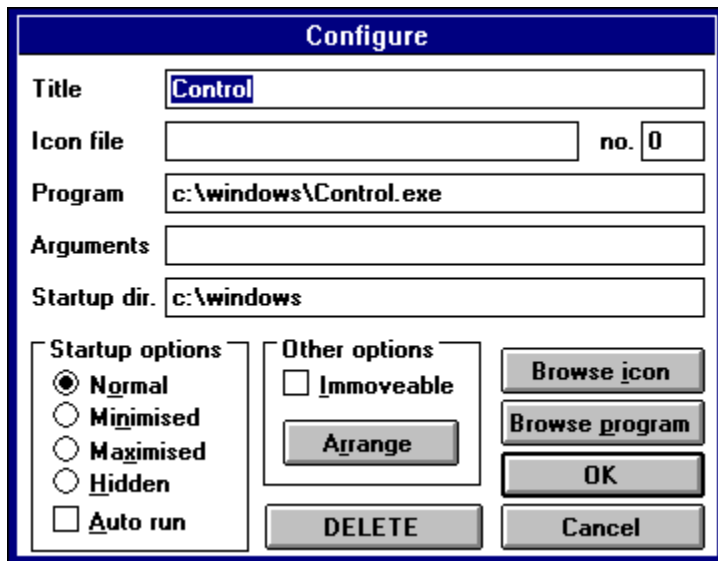 Configure
Title Control
Icon file no. 0
Program c:\windows\Control.exe
Arguments
Startup dir. c:\windows
Startup options
Normal
Minimised
Maximised
Hidden
Auto run
Other options
Immoveable
Arrange
DELETE
Browse icon
Browse program
OK
Cancel